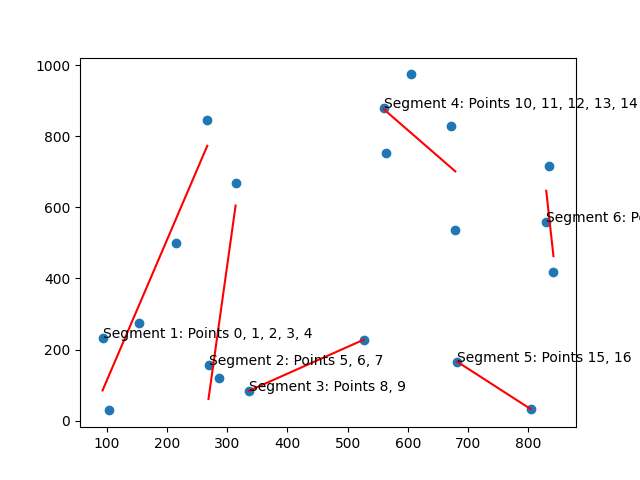 1000
800
600
400
200
0
Segment 4: Points 10, 11, 12, 13, 14
Segment 6:
Segment 1: Points 0, 1, 2, 3, 4
Segment 2: Points 5, 6, 7
Segment 5: Points 15, 16
Segment 3: Points 8, 9
100 200 300 400 500 600 700 800